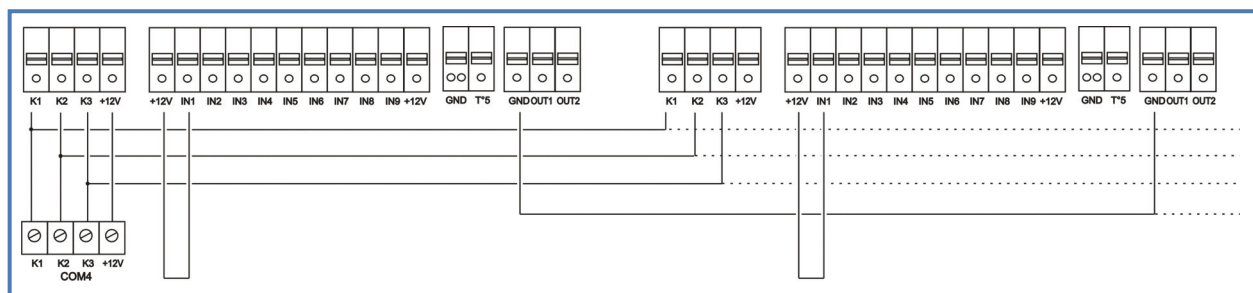 K1 K2 K3 +12V +12V IN1 IN2 IN3 IN4 IN5 IN6 IN7 IN8 IN9 +12V GND T°5 GND OUT1 OUT2 K1 K2 K3 +12V +12V IN1 IN2 IN3 IN4 IN5 IN6 IN7 IN8 IN9 +12V GND T°5 GND OUT1 OUT2
K1 K2 K3 +12V
COM4